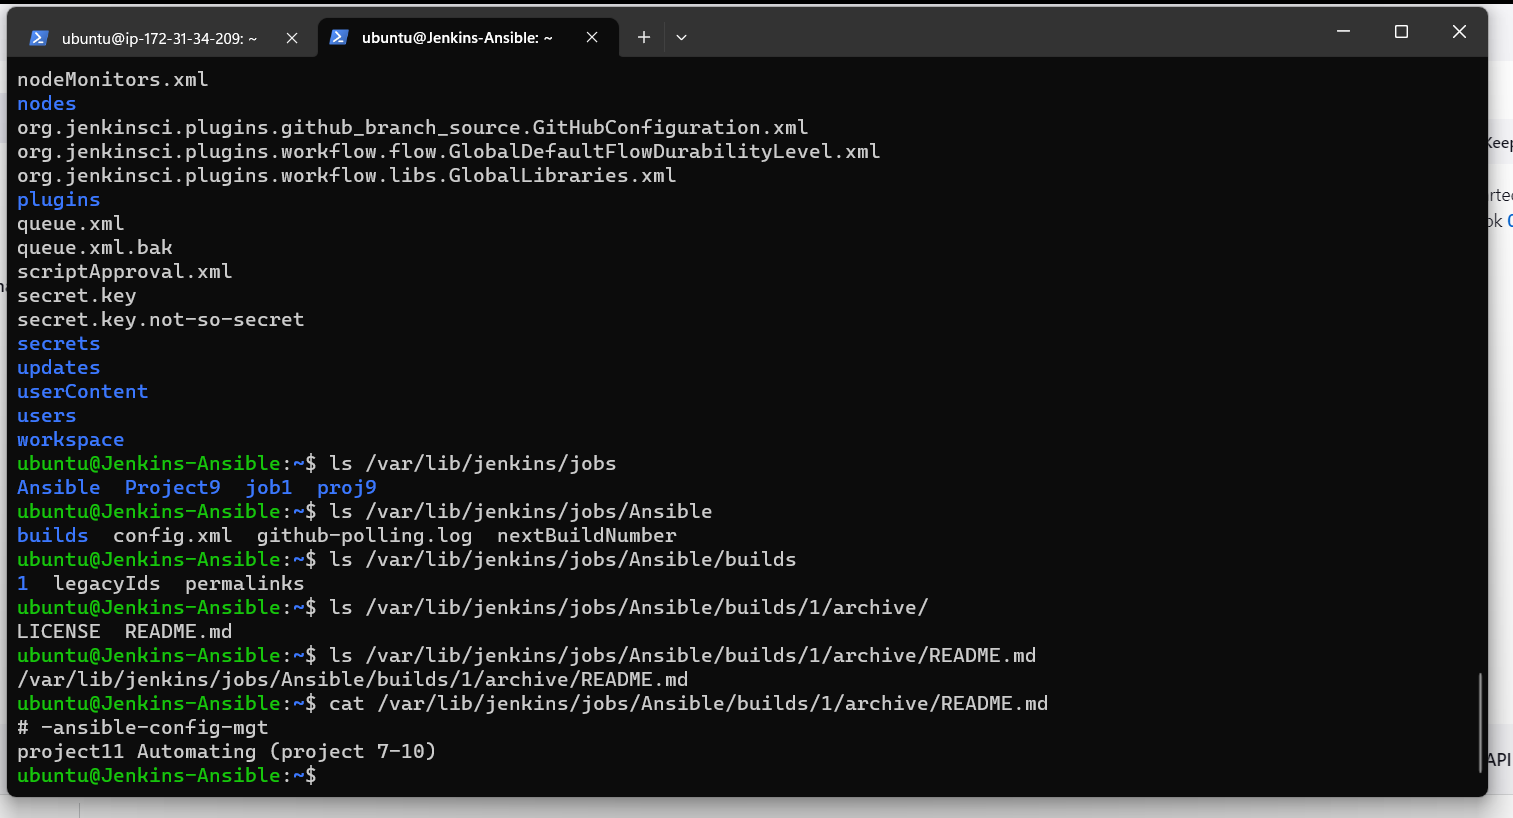 ubuntu@ip-172-31-34-209: ~
ubuntu@Jenkins-Ansible: ~
nodeMonitors.xml
nodes
org.jenkinsci.plugins.github_branch_source.GitHubConfiguration.xml
org.jenkinsci.plugins.workflow.flow.GlobalDefaultFlowDurabilityLevel.xml
org.jenkinsci.plugins.workflow.libs.GlobalLibraries.xml
plugins
queue.xml
queue.xml.bak
scriptApproval.xml
secret.key
secret.key.not-so-secret
secrets
updates
userContent
users
workspace
ubuntu@Jenkins-Ansible:~$ ls /var/lib/jenkins/jobs
Ansible  Project9  job1  proj9
ubuntu@Jenkins-Ansible:~$ ls /var/lib/jenkins/jobs/Ansible
builds  config.xml  github-polling.log  nextBuildNumber
ubuntu@Jenkins-Ansible:~$ ls /var/lib/jenkins/jobs/Ansible/builds
1  legacyIds  permalinks
ubuntu@Jenkins-Ansible:~$ ls /var/lib/jenkins/jobs/Ansible/builds/1/archive/
LICENSE  README.md
ubuntu@Jenkins-Ansible:~$ ls /var/lib/jenkins/jobs/Ansible/builds/1/archive/README.md
/var/lib/jenkins/jobs/Ansible/builds/1/archive/README.md
ubuntu@Jenkins-Ansible:~$ cat /var/lib/jenkins/jobs/Ansible/builds/1/archive/README.md
# -ansible-config-mgt
project11 Automating (project 7-10)
ubuntu@Jenkins-Ansible:~$
Keep
API